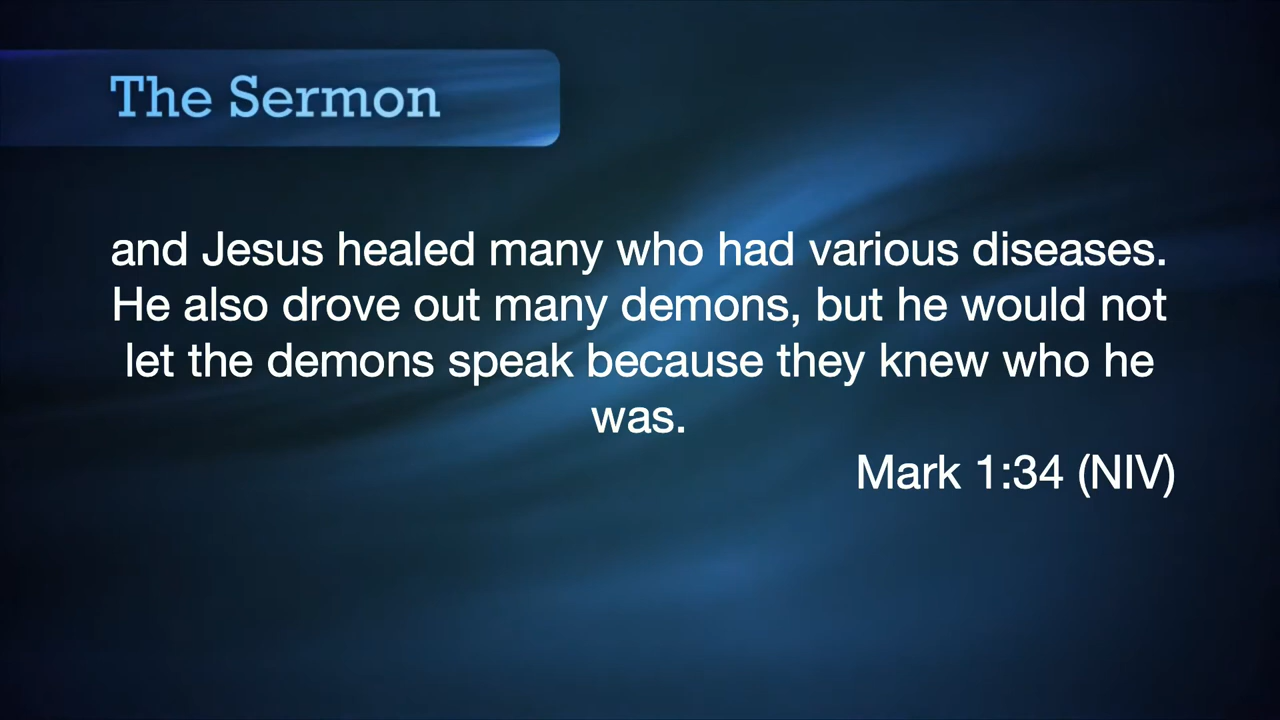 The Sermon
and Jesus healed many who had various diseases.
He also drove out many demons, but he would not
let the demons speak because they knew who he
was.
Mark 1:34 (NIV)